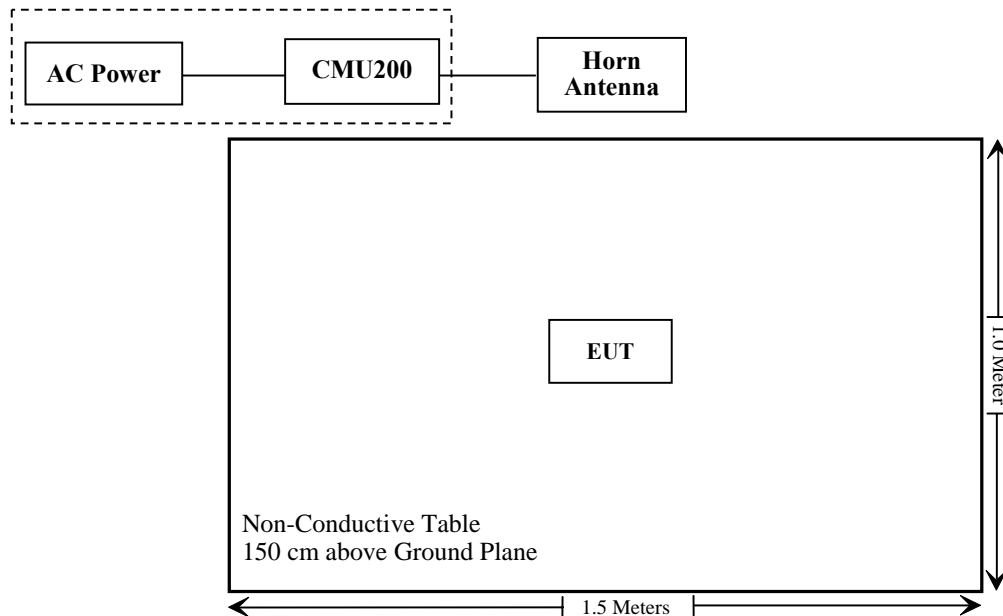 AC Power
CMU200
Horn
Antenna
EUT
1.0 Meter
Non-Conductive Table
150 cm above Ground Plane
1.5 Meters